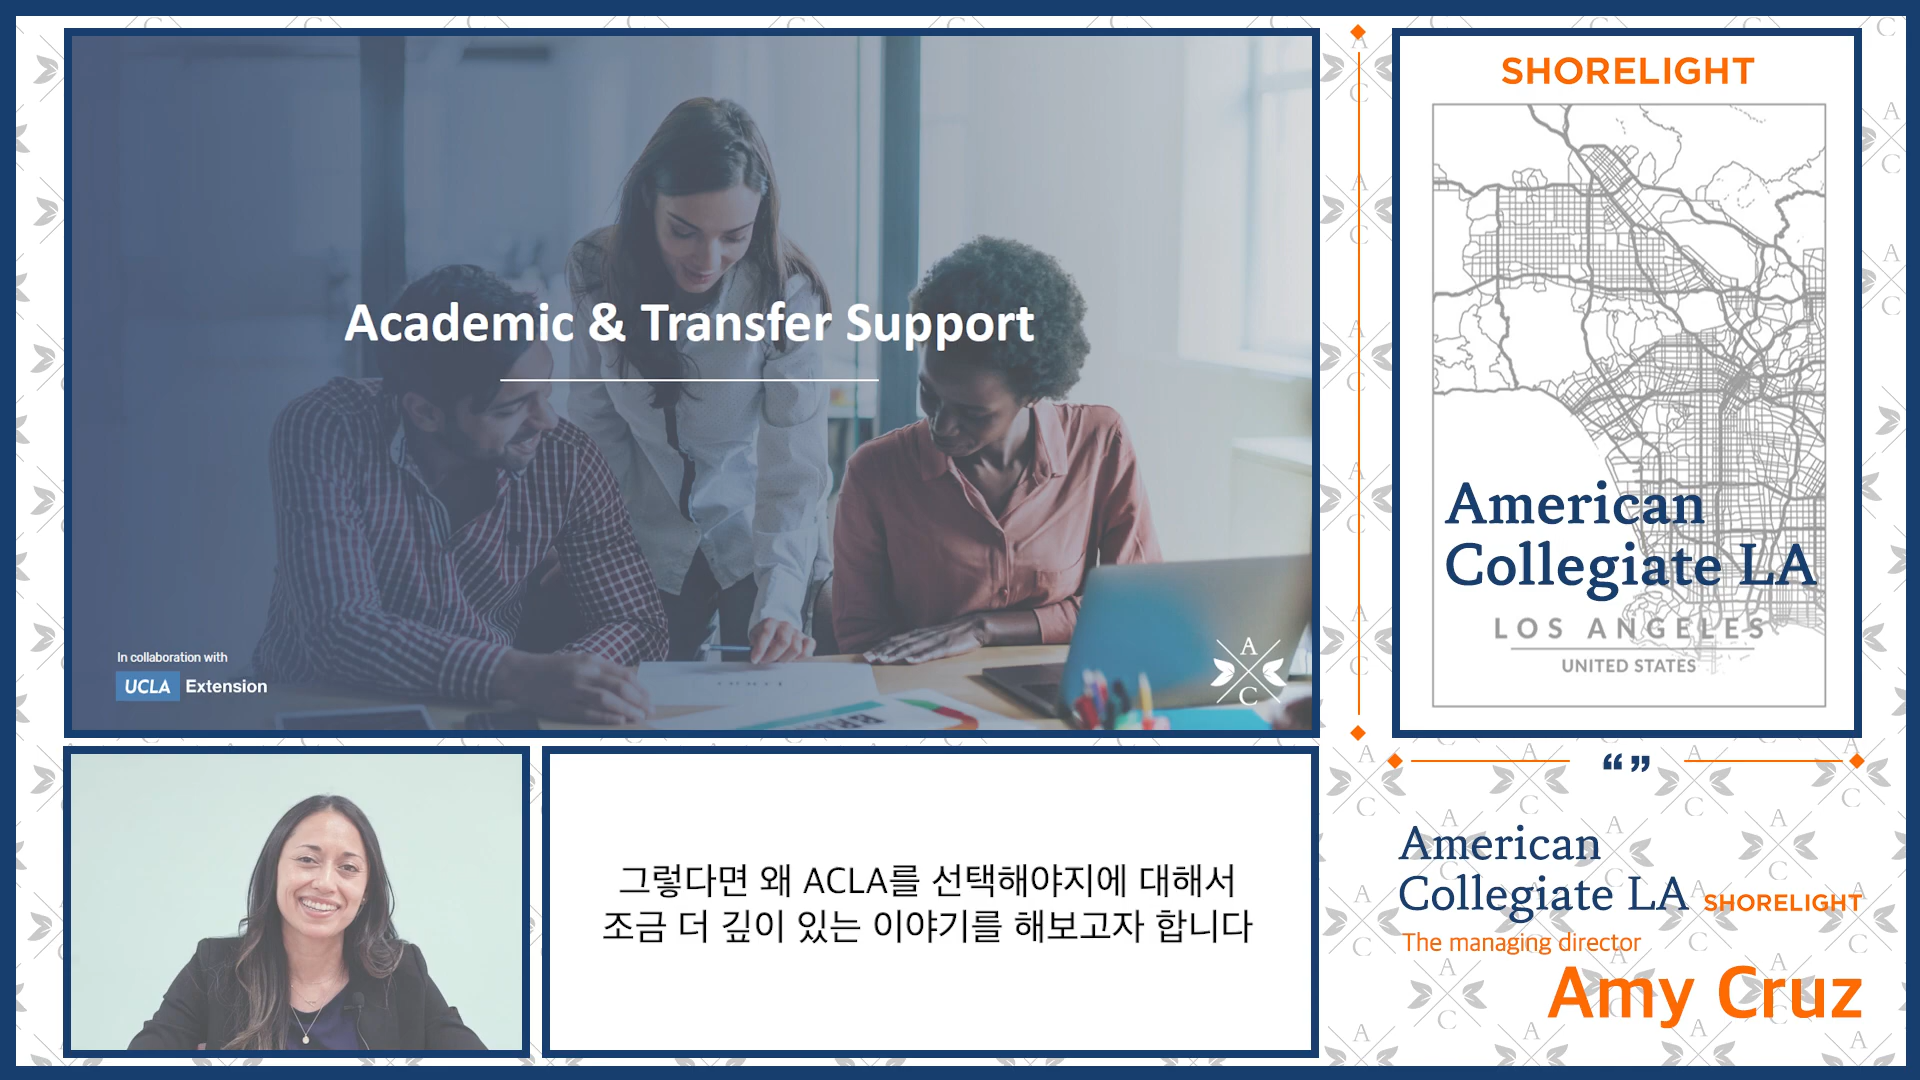 Academic & Transfer Support
In collaboration with
UCLA Extension
A
C
SHORELIGHT
American
Collegiate LA
LOS ANGELES
UNITED STATES
그렇다면 왜 ACLA를 선택해야지에 대해서
조금 더 깊이 있는 이야기를 해보고자 합니다
“ ”
American
Collegiate LA SHORELIGHT
The managing director
Amy Cruz